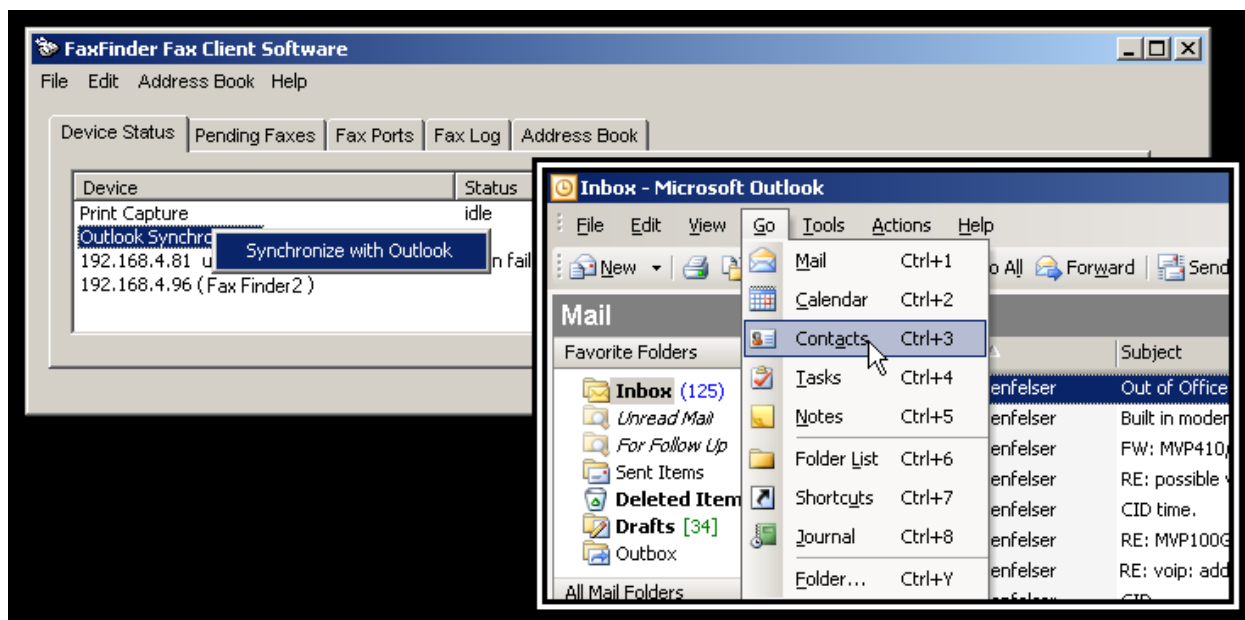 FaxFinder Fax Client Software
File Edit Address Book Help
Device Status Pending Faxes Fax Ports Fax Log Address Book
Device Status
Print Capture idle
Outlook
Synchronize with Outlook
192.168.4.81
192.168.4.96 (Fax Finder2)
Inbox - Microsoft Outlook
File Edit View Go Tools Actions Help
New All Forward Send
Mail Ctrl+1
Calendar Ctrl+2
Contacts Ctrl+3
Tasks Ctrl+4
Notes Ctrl+5
Folder List Ctrl+6
Shortcuts Ctrl+7
Journal Ctrl+8
Folder... Ctrl+Y
Mail
Favorite Folders
Inbox (125)
Unread Mail
For Follow Up
Sent Items
Deleted Item
Drafts [34]
Outbox
All Mail Folders
Subject
enfelser Out of Office
enfelser Built in moder
enfelser FW: MVP410
enfelser RE: possible
enfelser CID time.
enfelser RE: MVP100G
enfelser RE: voip: add